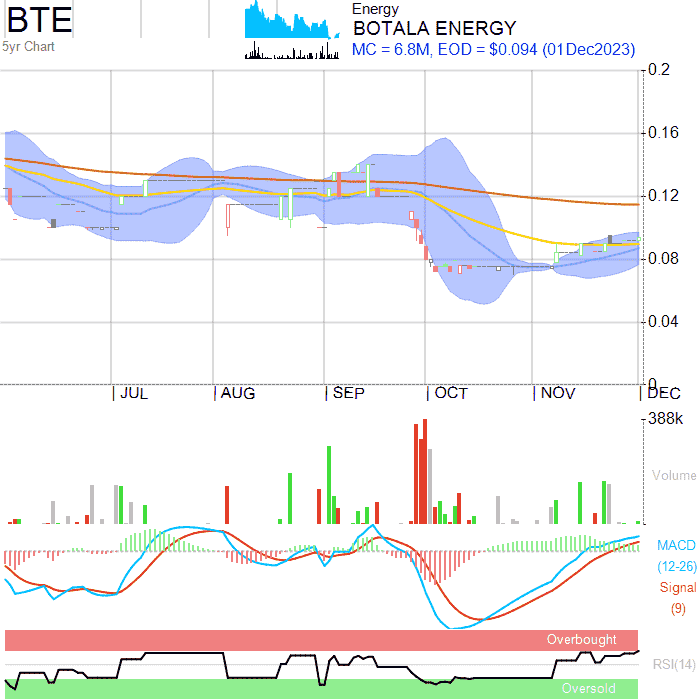 BTE
5yr Chart
Energy
BOTALA ENERGY
MC = 6.8M, EOD = $0.094 (01Dec2023)
0.2
0.16
0.12
0.08
0.04
0
JUL AUG SEP OCT NOV DEC
388k
Volume
MACD
(12-26)
Signal
(9)
Overbought
RSI(14)
Oversold